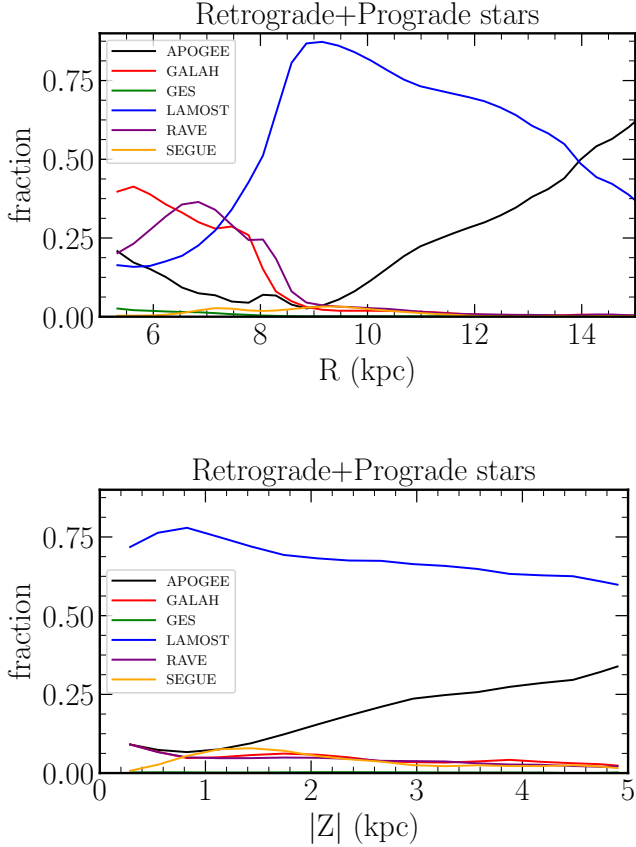 Retrograde+Prograde stars
fraction
0.75
0.50
0.25
0.00
APOGEE
GALAH
GES
LAMOST
RAVE
SEGUE
6 8 10 12 14
R (kpc)
Retrograde+Prograde stars
fraction
0.75
0.50
0.25
0.00
APOGEE
GALAH
GES
LAMOST
RAVE
SEGUE
0 1 2 3 4 5
|Z| (kpc)